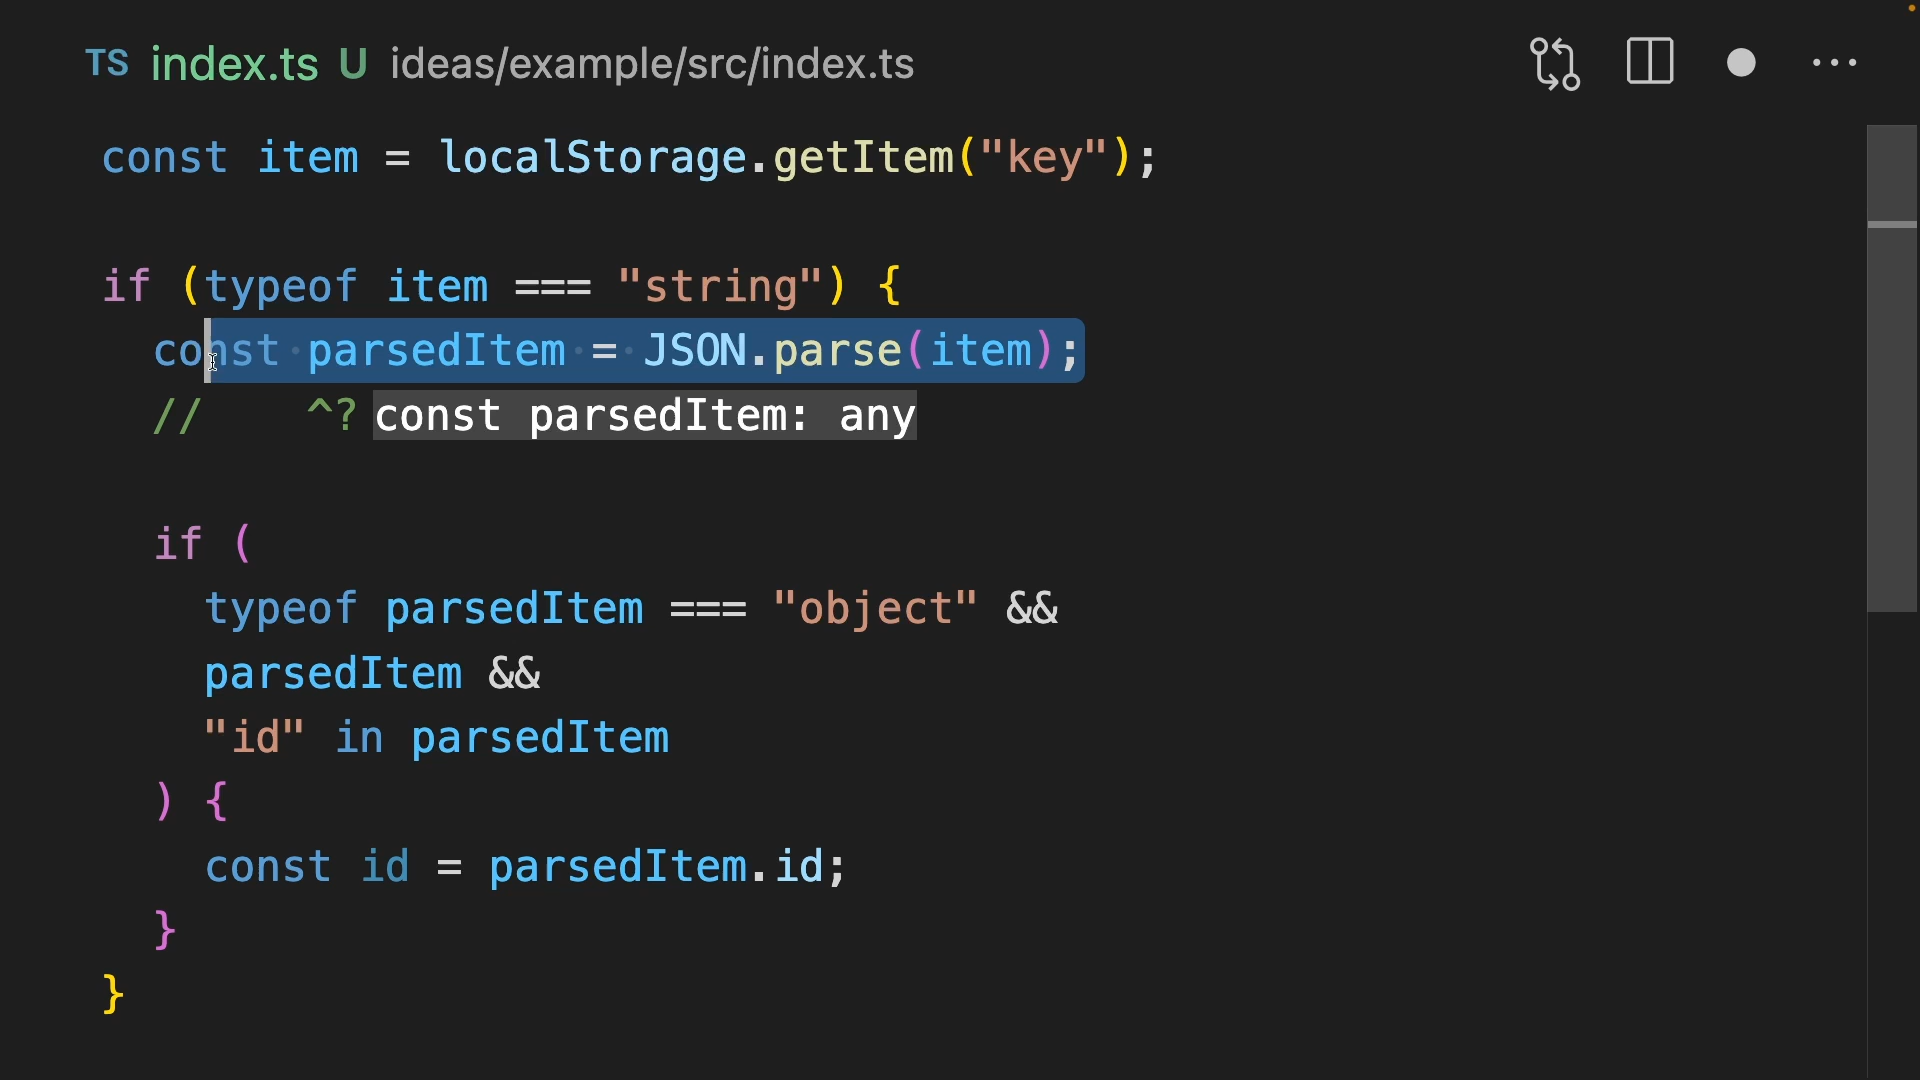 TS index.ts U ideas/example/src/index.ts
const item = localStorage.getItem("key");
if (typeof item === "string") {
const parsedItem = JSON.parse(item);
// ^? const parsedItem: any
if (
typeof parsedItem === "object" &&
parsedItem &&
"id" in parsedItem
) {
const id = parsedItem.id;
}
}